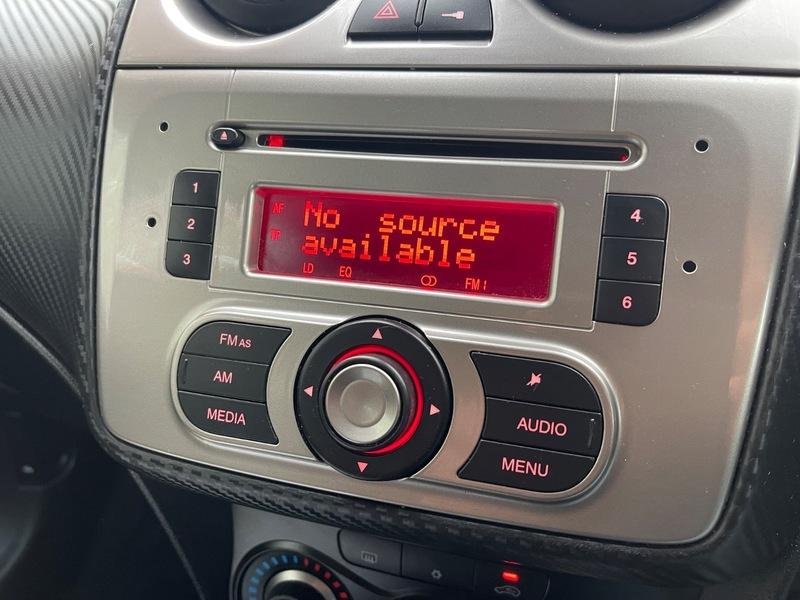 1
2
3
4
5
6
AF
No source
available
LD EQ FM1
FM AS
AM
MEDIA
AUDIO
MENU